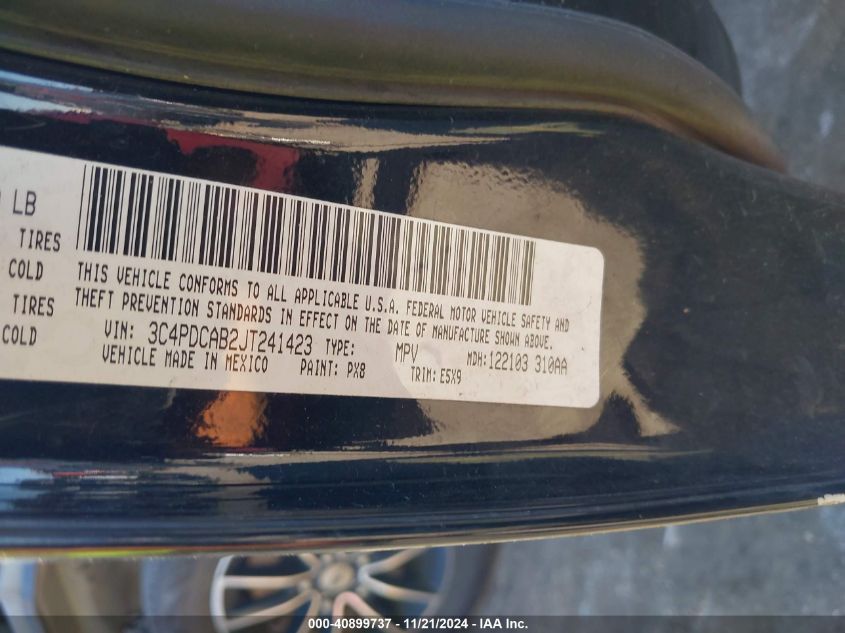 LB
TIRES
COLD
TIRES
COLD
THIS VEHICLE CONFORMS TO ALL APPLICABLE U.S.A. FEDERAL MOTOR VEHICLE SAFETY AND
THEFT PREVENTION STANDARDS IN EFFECT ON THE DATE OF MANUFACTURE SHOWN ABOVE.
VIN: 3C4PDCAB2JT241423 TYPE: MPV MDH:122103 310AA
VEHICLE MADE IN MEXICO PAINT: PX8 TRIM: E5X9
000-40899737 - 11/21/2024 - IAA Inc.